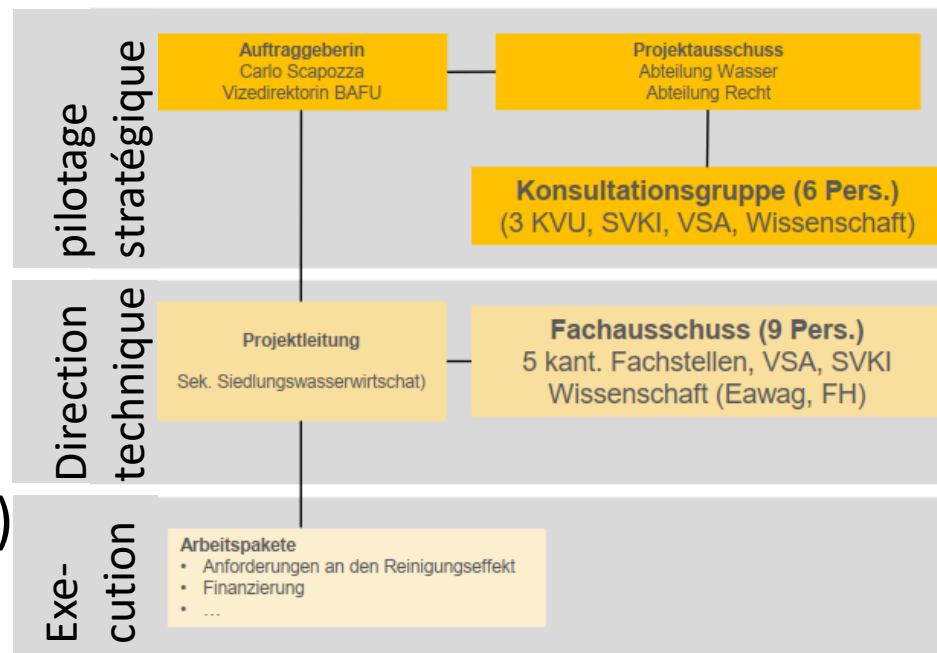 pilotage
stratégique
Auftraggeberin
Carlo Scapozza
Vizedirektorin BAFU
Projektausschuss
Abteilung Wasser
Abteilung Recht
Konsultationsgruppe (6 Pers.)
(3 KVU, SVKI, VSA, Wissenschaft)
Direction
technique
Projektleitung
Sek. Siedlungswasserwirtschat)
Fachausschuss (9 Pers.)
5 kant. Fachstellen, VSA, SVKI
Wissenschaft (Eawag, FH)
)
Exe-
cution
Arbeitspakete
• Anforderungen an den Reinigungseffekt
• Finanzierung
• ...